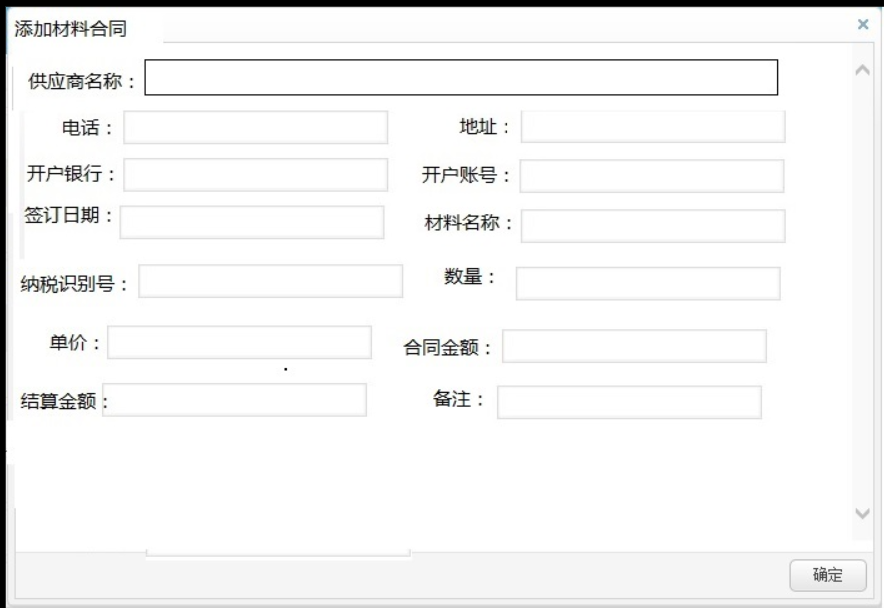 添加材料合同
供应商名称：
电话： 地址：
开户银行： 开户账号：
签订日期： 材料名称：
纳税识别号： 数量：
单价： 合同金额：
结算金额： 备注：
确定